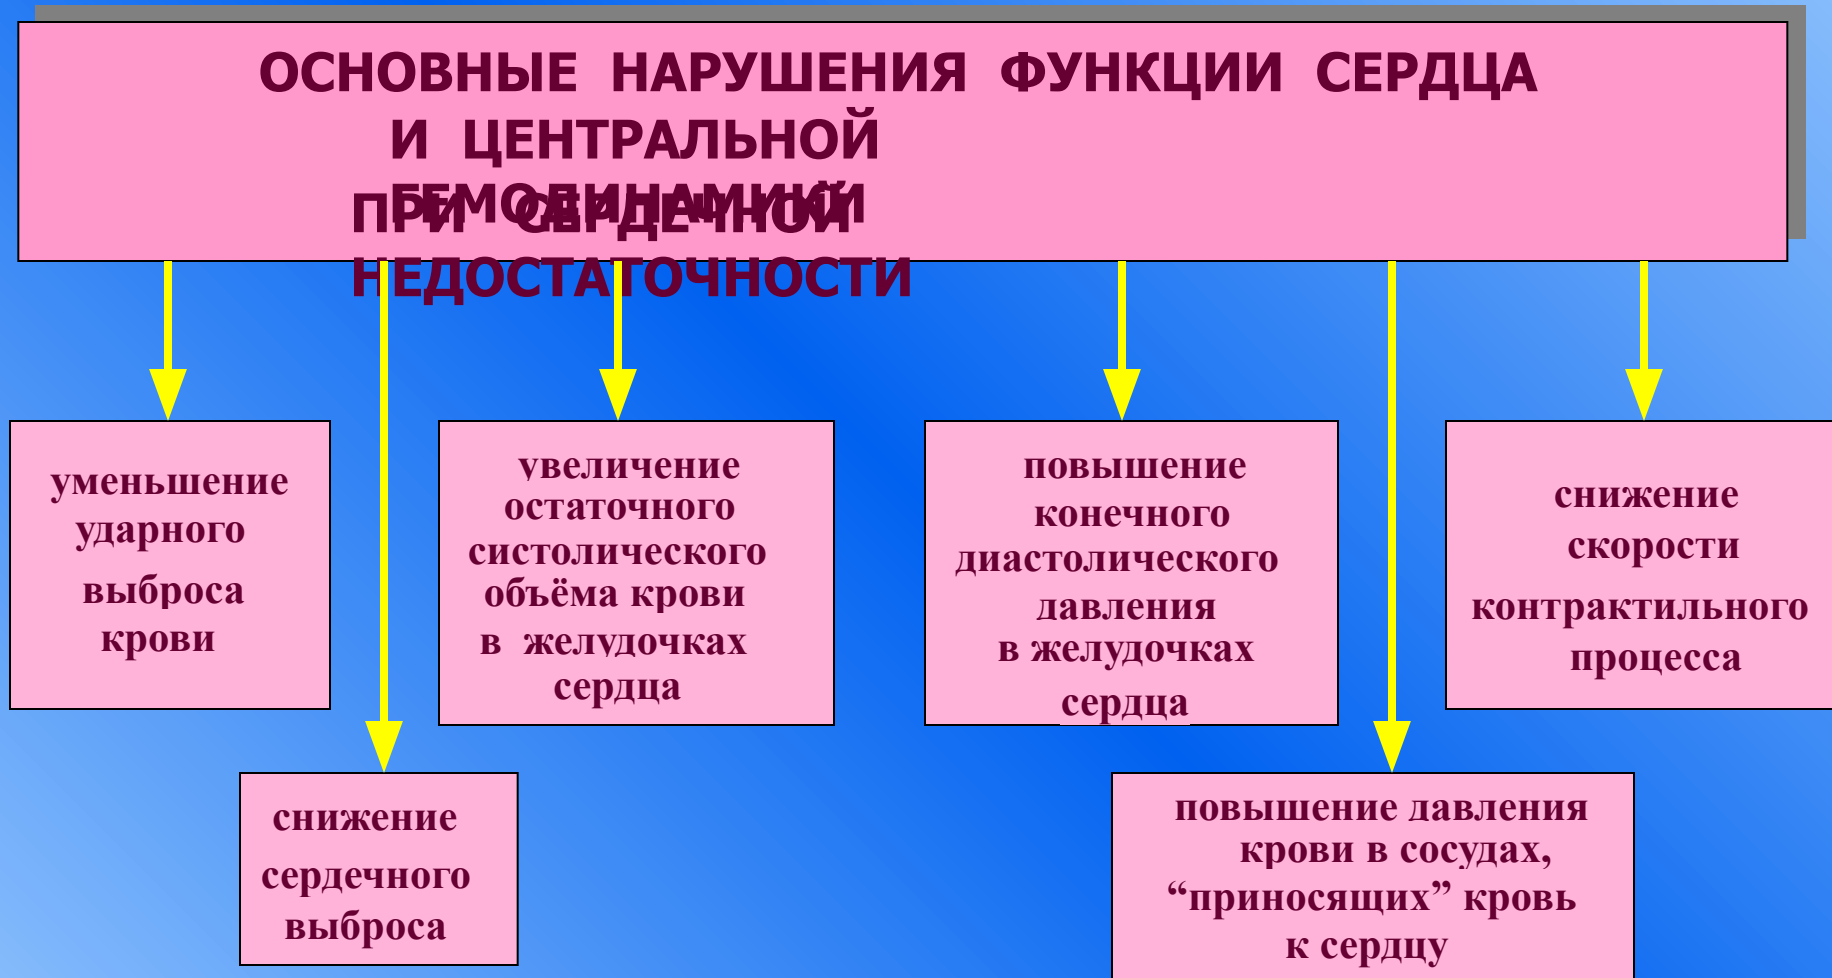 ОСНОВНЫЕ НАРУШЕНИЯ ФУНКЦИИ СЕРДЦА
И ЦЕНТРАЛЬНОЙ
ГЕМОДИНАМИКИ
ПРИ СЕРДЕЧНОЙ
НЕДОСТАТОЧНОСТИ
уменьшение
ударного
выброса
крови
увеличение
остаточного
систолического
объёма крови
в желудочках
сердца
повышение
конечного
диастолического
давления
в желудочках
сердца
снижение
скорости
контрактильного
процесса
снижение
сердечного
выброса
повышение давления
крови в сосудах,
“приносящих” кровь
к сердцу